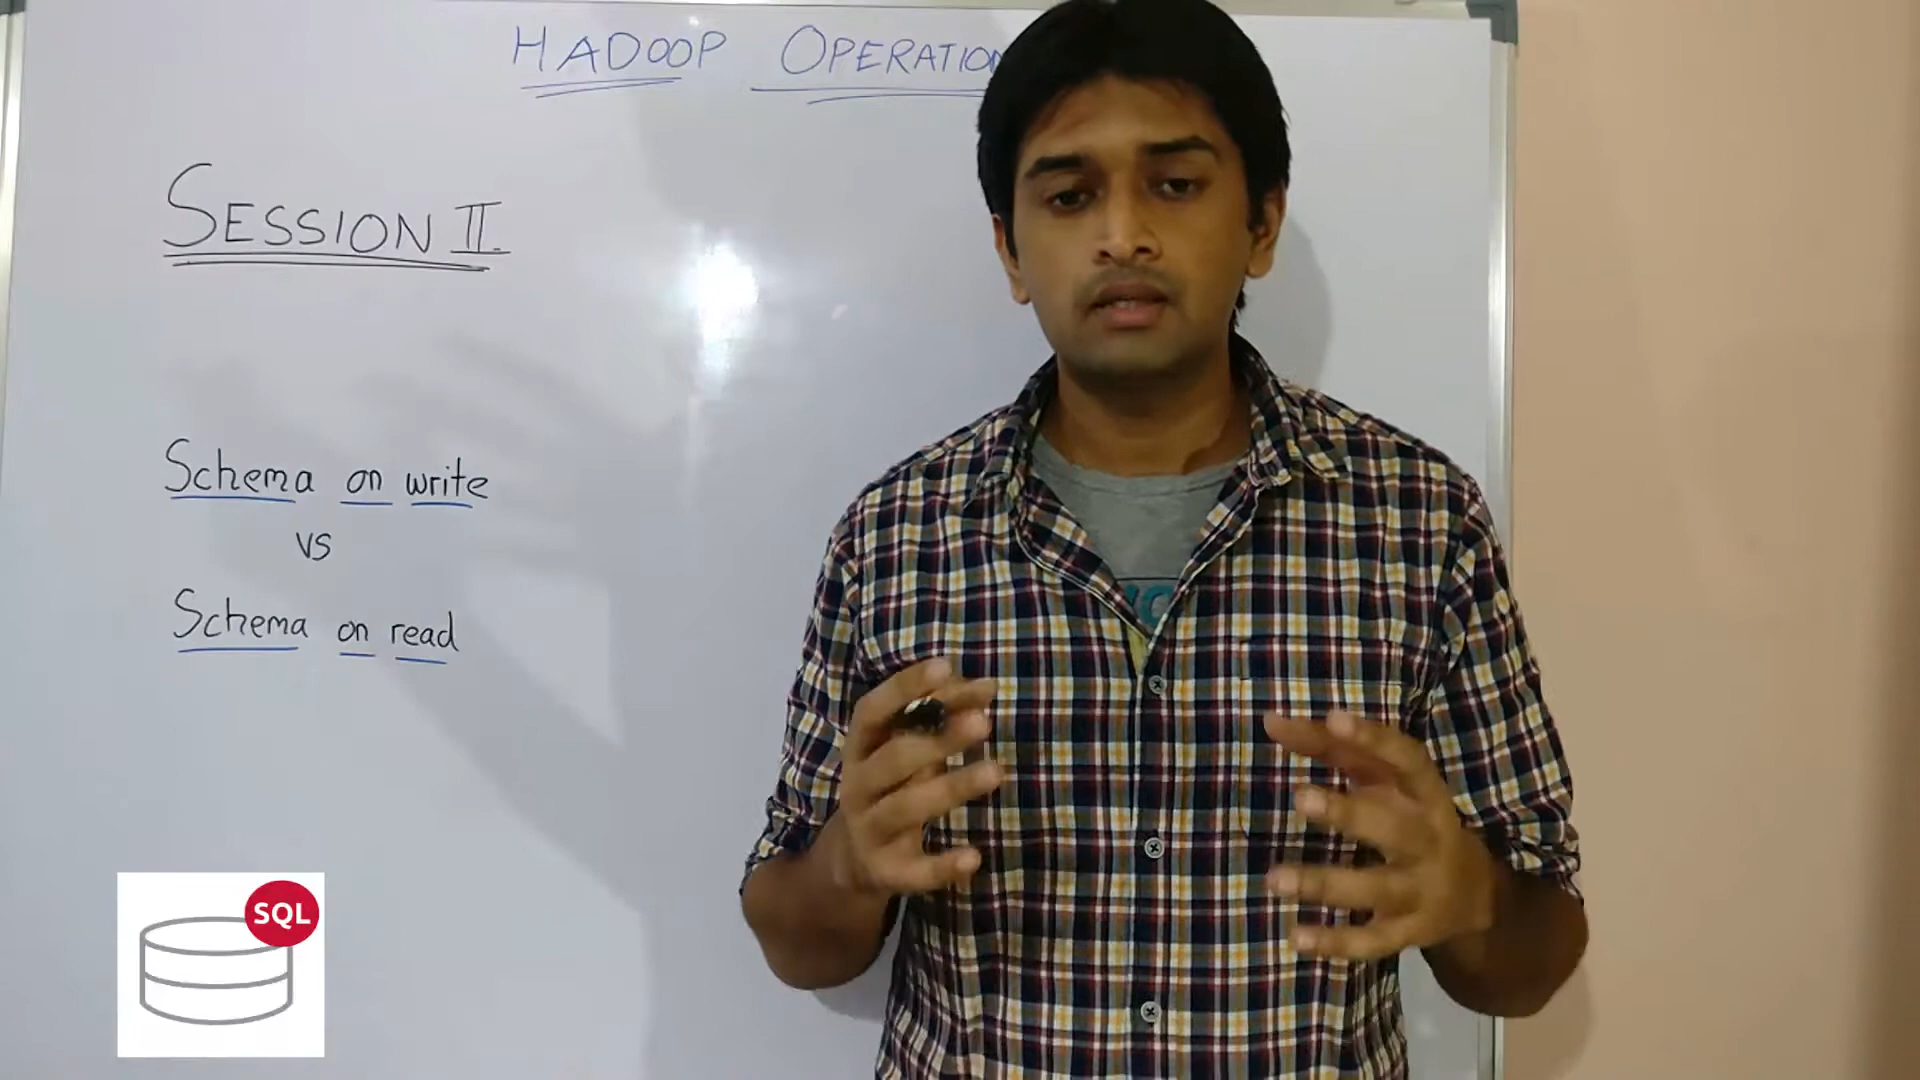 HADOOP OPERATION
SESSION II.
Schema on write
vs
Schema on read
SQL